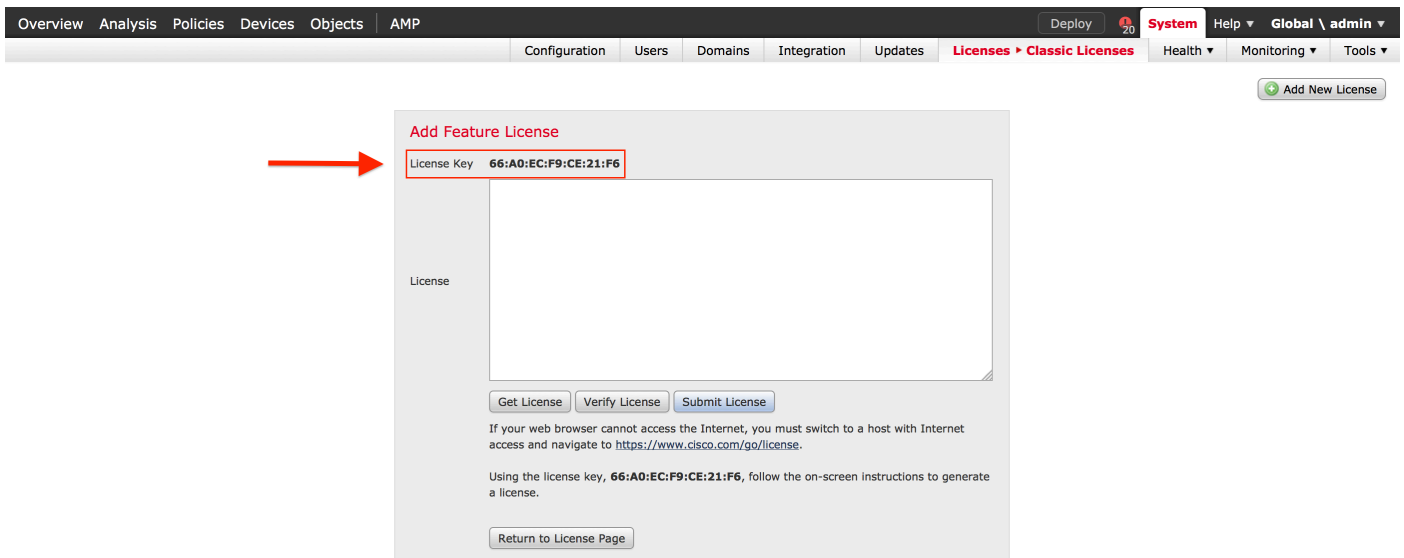 Overview Analysis Policies Devices Objects AMP Deploy 20 System Help Global \ admin
Configuration Users Domains Integration Updates Licenses Classic Licenses Health Monitoring Tools
Add New License
Add Feature License
License Key 66:A0:EC:F9:CE:21:F6
License
Get License Verify License Submit License
If your web browser cannot access the Internet, you must switch to a host with Internet
access and navigate to https://www.cisco.com/go/license.
Using the license key, 66:A0:EC:F9:CE:21:F6, follow the on-screen instructions to generate
a license.
Return to License Page